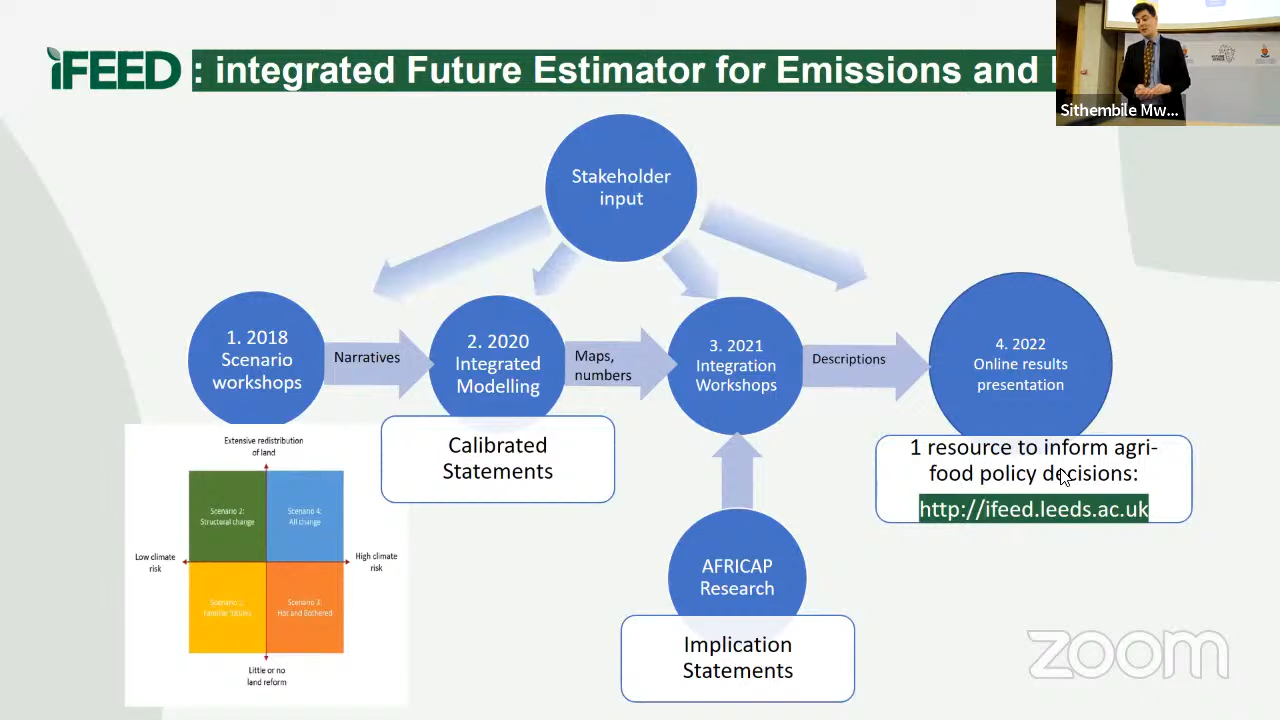 iFEED : integrated Future Estimator for Emissions and
Sithembile Mw...
Stakeholder
input
1. 2018
Scenario
workshops
Narratives
2. 2020
Integrated
Modelling
Maps,
numbers
3. 2021
Integration
Workshops
Descriptions
4. 2022
Online results
presentation
Calibrated
Statements
1 resource to inform agri-
food policy decisions:
http://ifeed.leeds.ac.uk
Extensive redistribution
of land
Scenario 2:
Structural change
Scenario 4:
All change
Low climate
risk
High climate
risk
Scenario 1:
Familiar futures
Scenario 3:
Hot and Bothered
Little or no
land reform
AFRICAP
Research
Implication
Statements
zoom